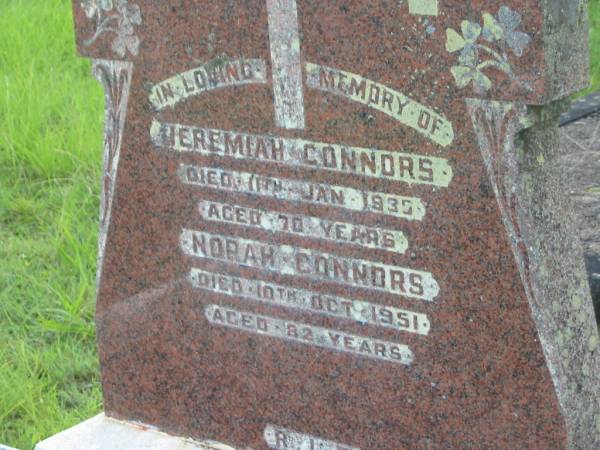 IN LOVING MEMORY OF
JEREMIAH CONNORS
DIED 11TH JAN 1935
AGED 70 YEARS
NORAH CONNORS
DIED 10TH OCT 1951
AGED 82 YEARS